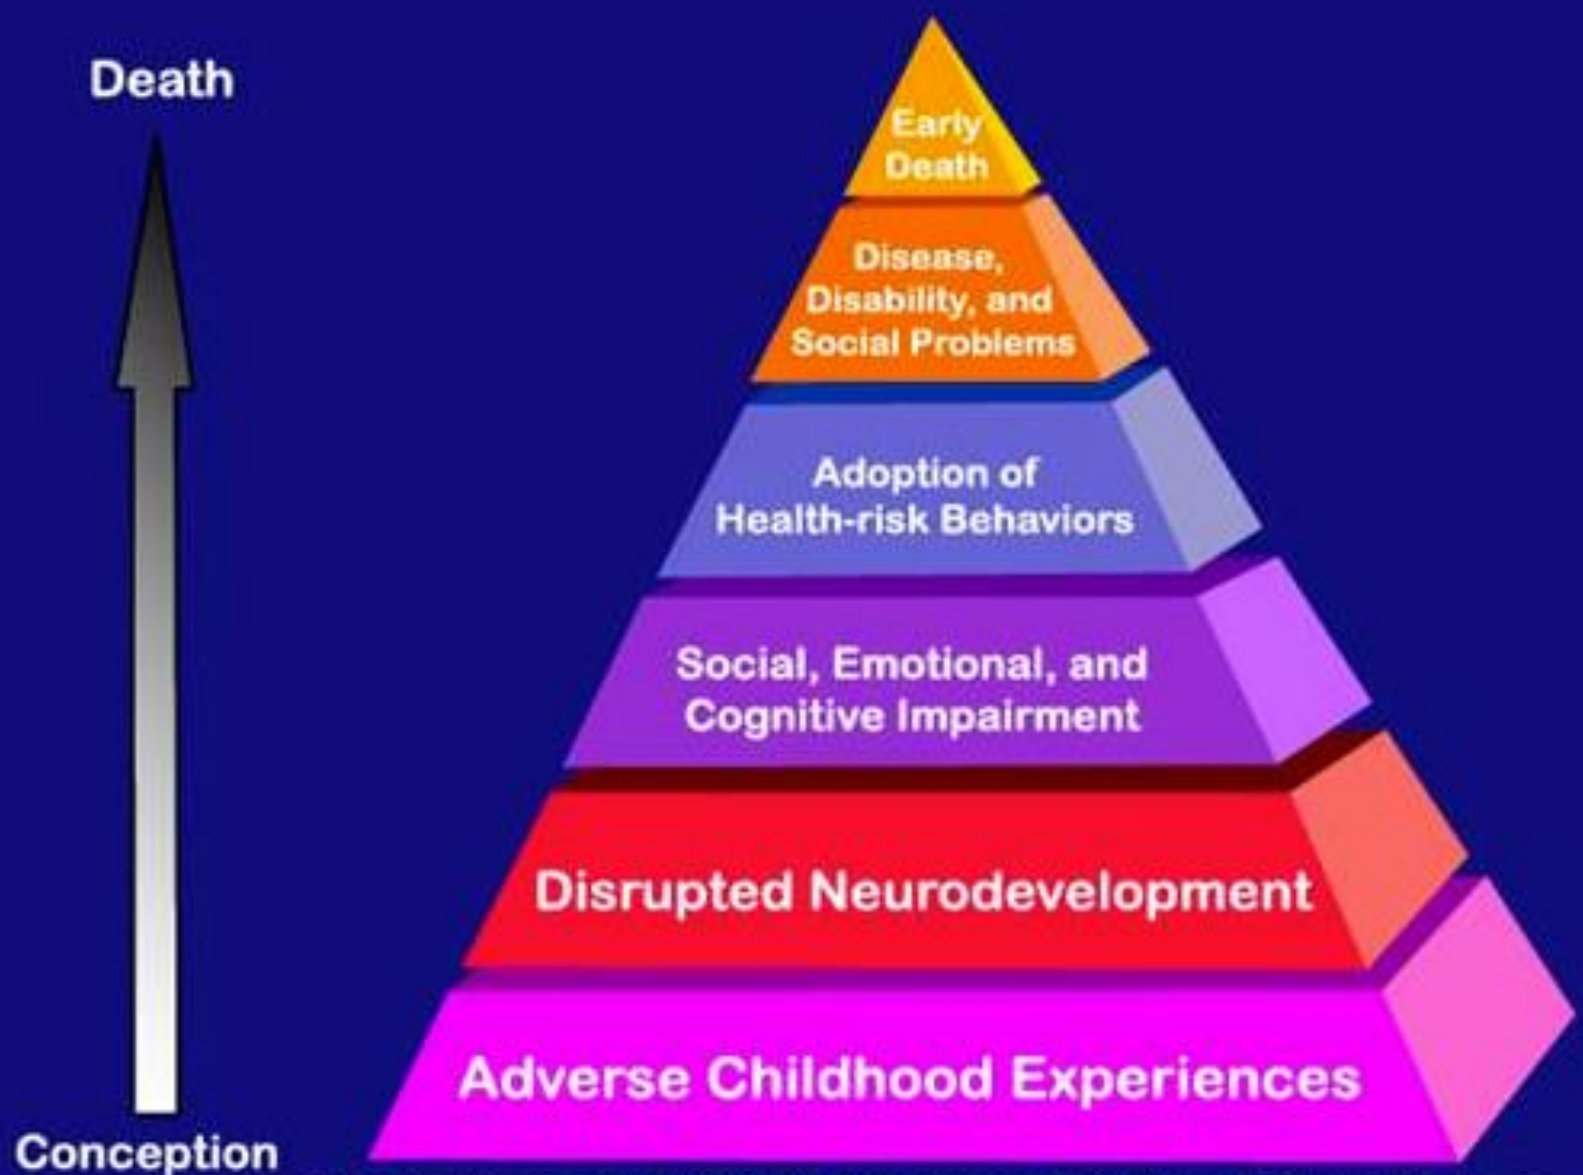 Death
Early
Death
Disease,
Disability, and
Social Problems
Adoption of
Health-risk Behaviors
Social, Emotional, and
Cognitive Impairment
Disrupted Neurodevelopment
Adverse Childhood Experiences
Conception